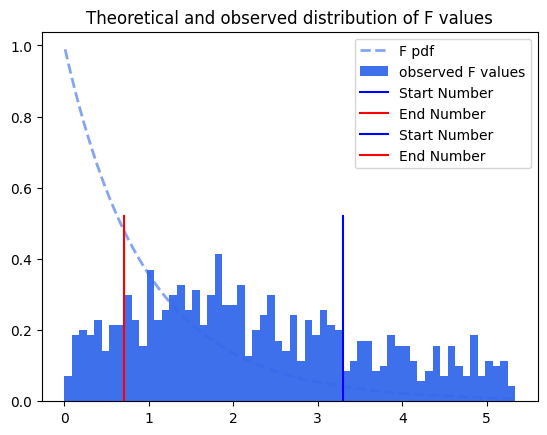 Theoretical and observed distribution of F values
1.0
0.8
0.6
0.4
0.2
0.0
0 1 2 3 4 5
F pdf
observed F values
Start Number
End Number
Start Number
End Number